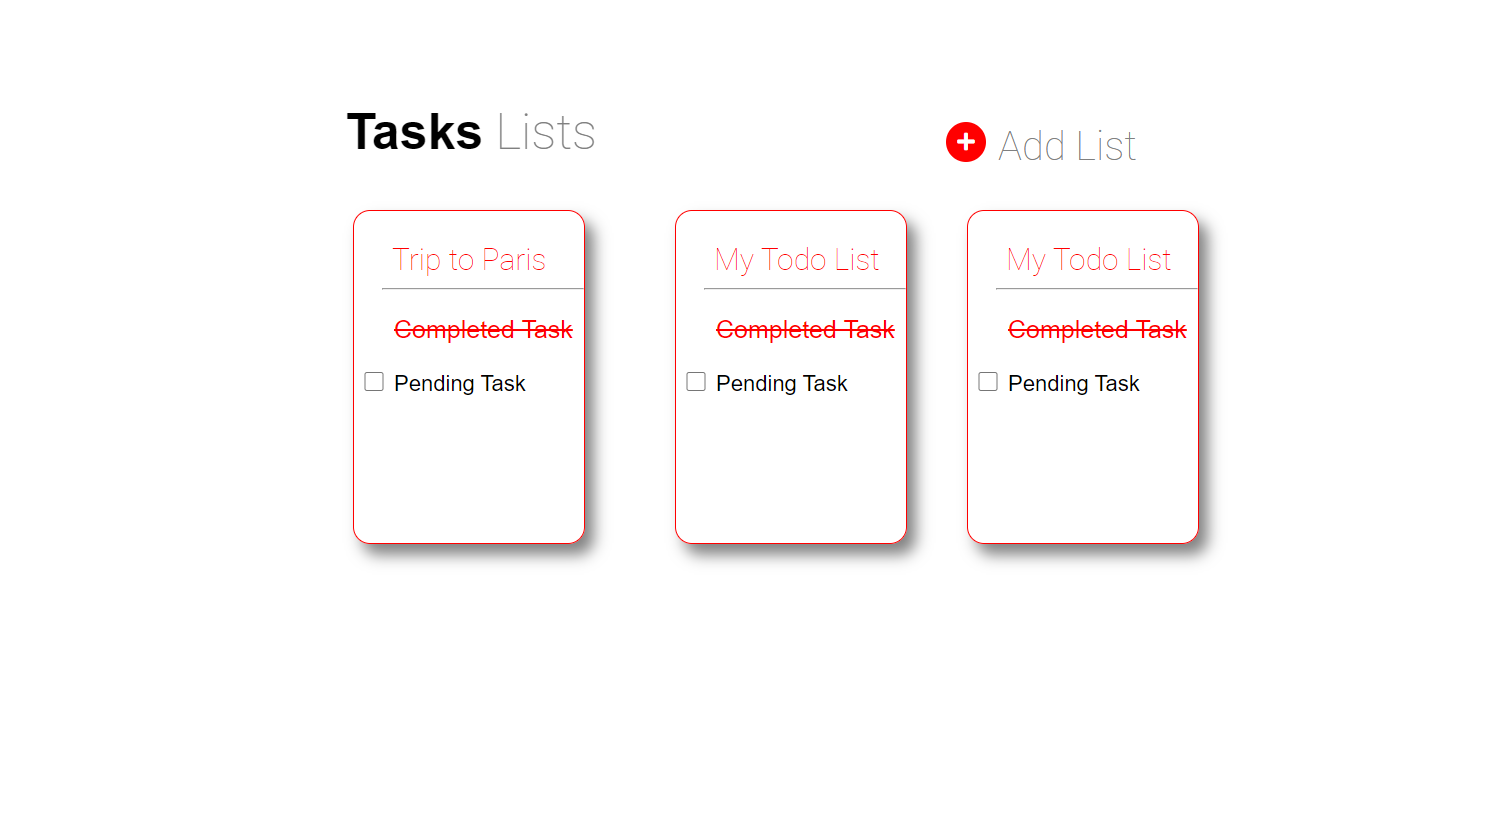 Tasks Lists
Add List
Trip to Paris
Completed Task
Pending Task
My Todo List
Completed Task
Pending Task
My Todo List
Completed Task
Pending Task